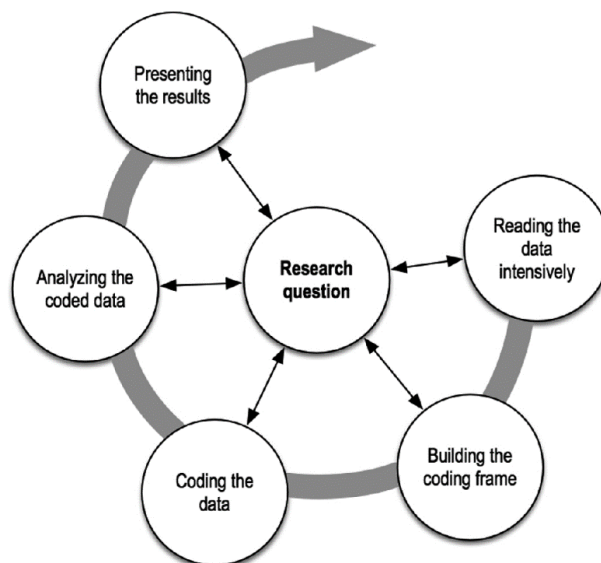 Presenting
the results
Reading the
data
intensively
Research
question
Analyzing the
coded data
Building the
coding frame
Coding the
data